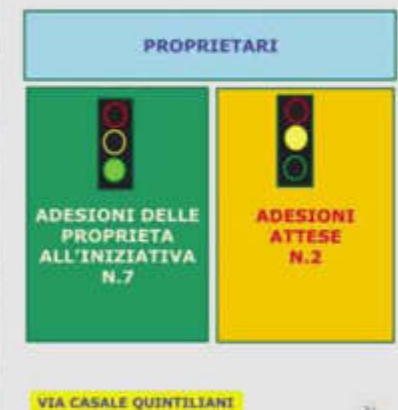 PROPRIETARI
ADESIONI DELLE
PROPRIETA
ALL'INIZIATIVA
N.7
ADESIONI
ATTESE
N.2
VIA CASALE QUINTILIANI